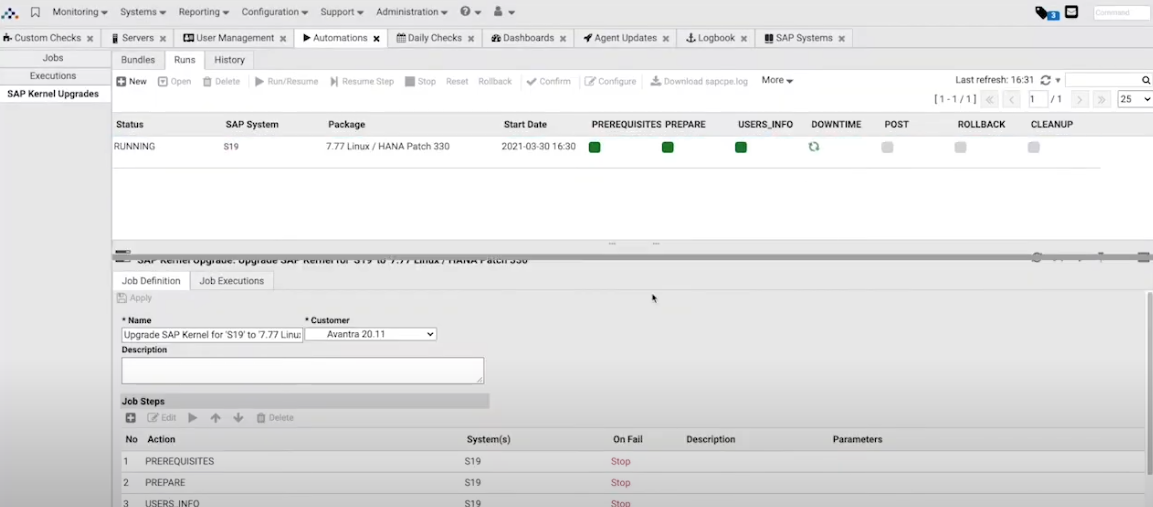 Monitoring Systems Reporting Configuration Support Administration 3 Command
Custom Checks Servers User Management Automations Daily Checks Dashboards Agent Updates Logbook SAP Systems
Jobs
Executions
SAP Kernel Upgrades
Bundles Runs History
New Open Delete Run/Resume Resume Step Stop Reset Rollback Confirm Configure Download sapcpe.log More Last refresh: 16:31
[ 1 - 1 / 1 ] 1 / 1 25
Status SAP System Package Start Date PREREQUISITES PREPARE USERS_INFO DOWNTIME POST ROLLBACK CLEANUP
RUNNING S19 7.77 Linux / HANA Patch 330 2021-03-30 16:30
SAP Kernel Upgrade: Upgrade SAP Kernel for 'S19' to '7.77 Linux / HANA Patch 330'
Job Definition Job Executions
Apply
* Name * Customer
Upgrade SAP Kernel for 'S19' to '7.77 Linu: Avantra 20.11
Description
Job Steps
Edit Delete
No Action System(s) On Fail Description Parameters
1 PREREQUISITES S19 Stop
2 PREPARE S19 Stop
3 USERS_INFO S19 Stop